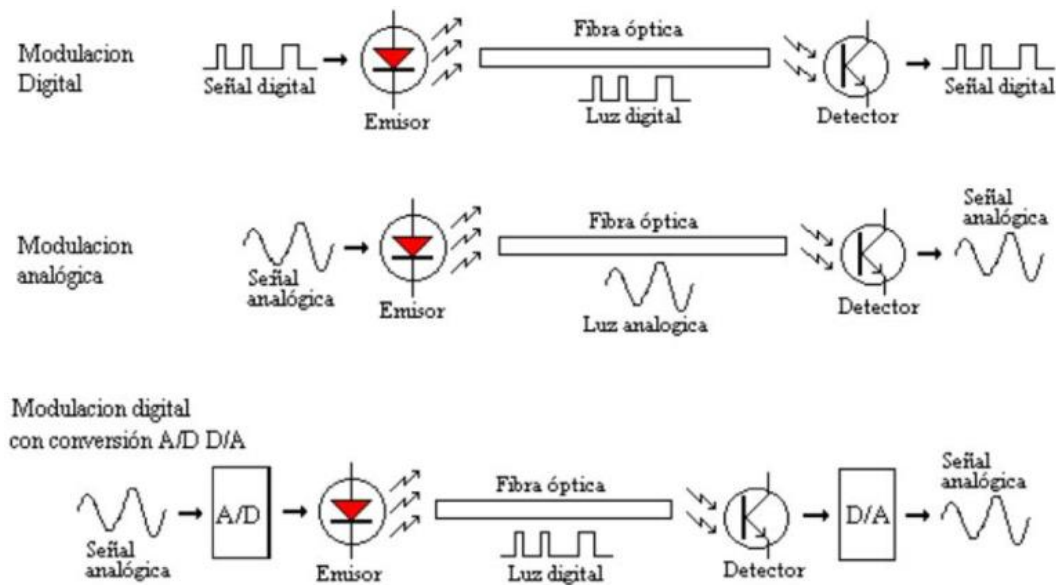 Modulacion
Digital
Señal digital
Emisor
Fibra óptica
Luz digital
Detector
Señal digital
Modulacion
analógica
Señal
analógica
Emisor
Fibra óptica
Luz analogica
Detector
Señal
analógica
Modulacion digital
con conversión A/D D/A
Señal
analógica
A/D
Emisor
Fibra óptica
Luz digital
Detector
D/A
Señal
analógica